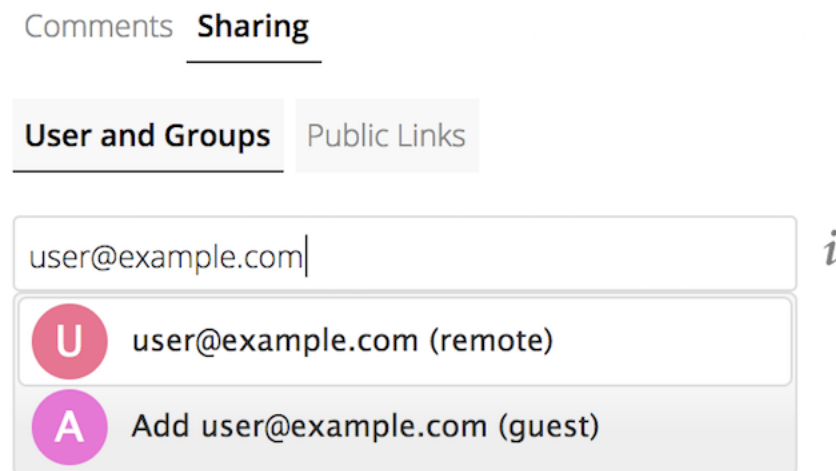 Comments Sharing
User and Groups Public Links
user@example.com
i
U user@example.com (remote)
A Add user@example.com (guest)